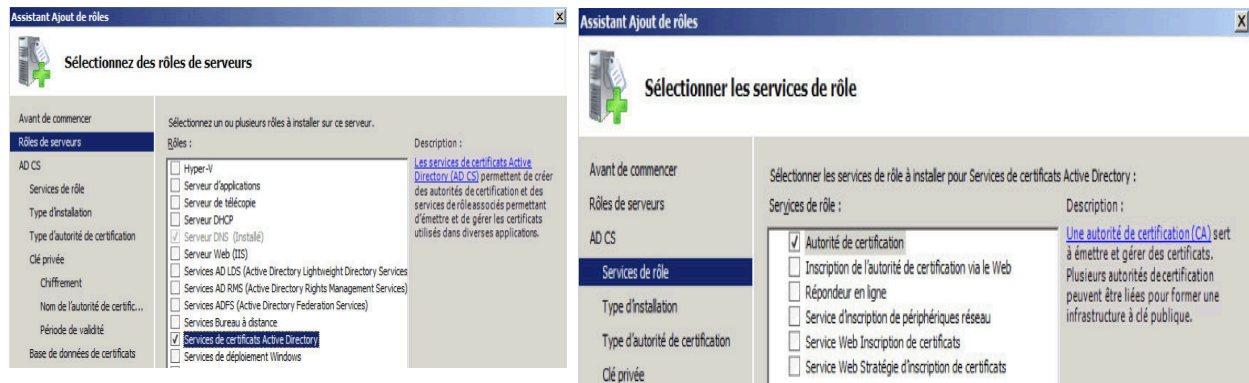 Assistant Ajout de rôles
X
Sélectionnez des rôles de serveurs
Avant de commencer
Rôles de serveurs
AD CS
Services de rôle
Type d'installation
Type d'autorité de certification
Clé privée
Chiffrement
Nom de l'autorité de certific...
Période de validité
Base de données de certificats
Sélectionnez un ou plusieurs rôles à installer sur ce serveur.
Rôles :
Hyper-V
Serveur d'applications
Serveur de télécopie
Serveur DHCP
Serveur DNS (Installé)
Serveur Web (IIS)
Services AD LDS (Active Directory Lightweight Directory Services
Services AD RMS (Active Directory Rights Management Services)
Services ADFS (Active Directory Federation Services)
Services Bureau à distance
Services de certificats Active Directory
Services de déploiement Windows
Description :
Les services de certificats Active
Directory (AD CS) permettent de créer
des autorités de certification et des
services de rôle associés permettant
d'émettre et de gérer les certificats
utilisés dans diverses applications.
Assistant Ajout de rôles
X
Sélectionner les services de rôle
Avant de commencer
Rôles de serveurs
AD CS
Services de rôle
Type d'installation
Type d'autorité de certification
Clé privée
Sélectionner les services de rôle à installer pour Services de certificats Active Directory :
Services de rôle :
Autorité de certification
Inscription de l'autorité de certification via le Web
Répondeur en ligne
Service d'inscription de périphériques réseau
Service Web Inscription de certificats
Service Web Stratégie d'inscription de certificats
Description :
Une autorité de certification (CA) sert
à émettre et gérer des certificats.
Plusieurs autorités de certification
peuvent être liées pour former une
infrastructure à clé publique.